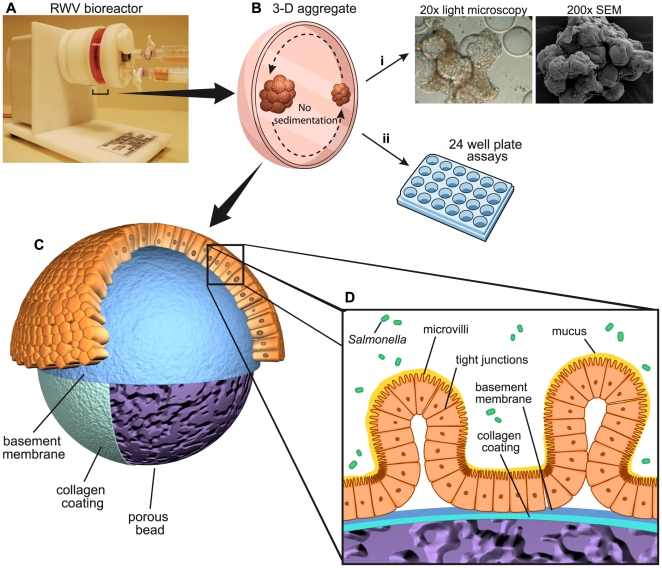 A
RWV bioreactor
B
3-D aggregate
No
sedimentation
i
ii
20x light microscopy
200x SEM
24 well plate
assays
C
basement
membrane
collagen
coating
porous
bead
D
Salmonella
microvilli
tight junctions
mucus
basement
membrane
collagen
coating